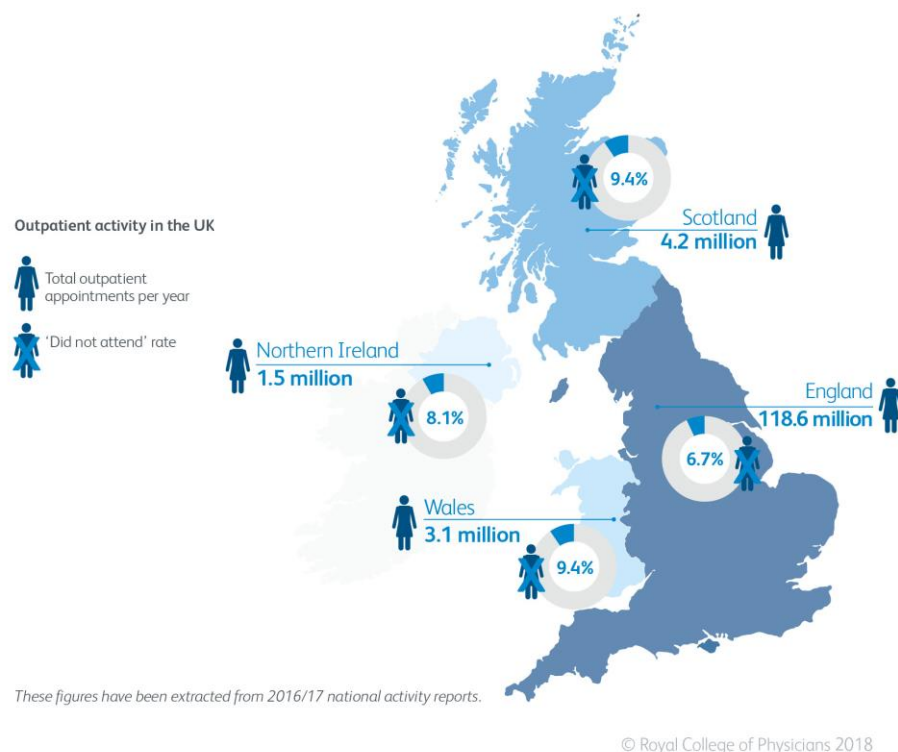 9.4%
Scotland
4.2 million
Outpatient activity in the UK
Total outpatient
appointments per year
‘Did not attend’ rate
Northern Ireland
1.5 million
8.1%
England
118.6 million
6.7%
Wales
3.1 million
9.4%
These figures have been extracted from 2016/17 national activity reports.
© Royal College of Physicians 2018